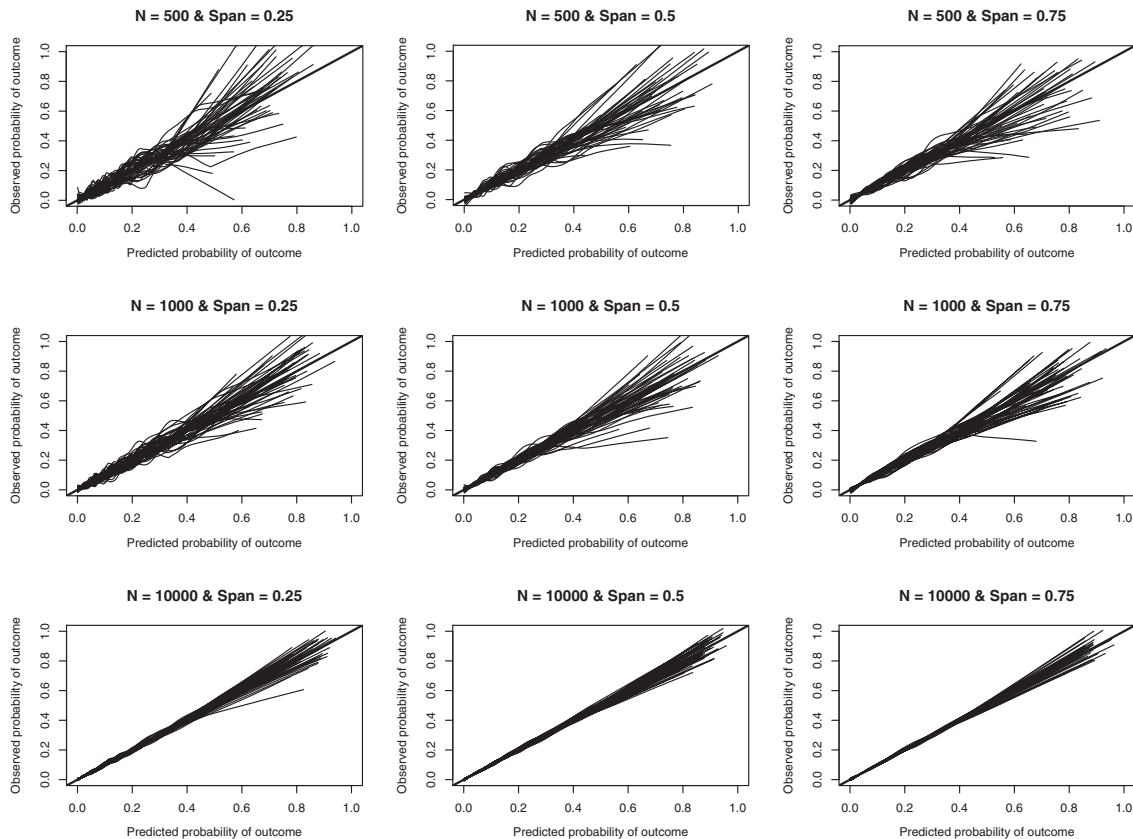 N = 500 & Span = 0.25
Observed probability of outcome
0.0 0.2 0.4 0.6 0.8 1.0
0.0 0.2 0.4 0.6 0.8 1.0
Predicted probability of outcome
N = 500 & Span = 0.5
Observed probability of outcome
0.0 0.2 0.4 0.6 0.8 1.0
0.0 0.2 0.4 0.6 0.8 1.0
Predicted probability of outcome
N = 500 & Span = 0.75
Observed probability of outcome
0.0 0.2 0.4 0.6 0.8 1.0
0.0 0.2 0.4 0.6 0.8 1.0
Predicted probability of outcome
N = 1000 & Span = 0.25
Observed probability of outcome
0.0 0.2 0.4 0.6 0.8 1.0
0.0 0.2 0.4 0.6 0.8 1.0
Predicted probability of outcome
N = 1000 & Span = 0.5
Observed probability of outcome
0.0 0.2 0.4 0.6 0.8 1.0
0.0 0.2 0.4 0.6 0.8 1.0
Predicted probability of outcome
N = 1000 & Span = 0.75
Observed probability of outcome
0.0 0.2 0.4 0.6 0.8 1.0
0.0 0.2 0.4 0.6 0.8 1.0
Predicted probability of outcome
N = 10000 & Span = 0.25
Observed probability of outcome
0.0 0.2 0.4 0.6 0.8 1.0
0.0 0.2 0.4 0.6 0.8 1.0
Predicted probability of outcome
N = 10000 & Span = 0.5
Observed probability of outcome
0.0 0.2 0.4 0.6 0.8 1.0
0.0 0.2 0.4 0.6 0.8 1.0
Predicted probability of outcome
N = 10000 & Span = 0.75
Observed probability of outcome
0.0 0.2 0.4 0.6 0.8 1.0
0.0 0.2 0.4 0.6 0.8 1.0
Predicted probability of outcome